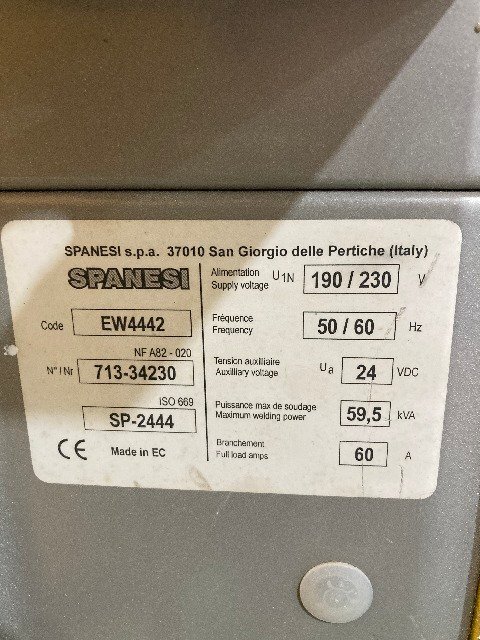 SPANESI s.p.a. 37010 San Giorgio delle Pertiche (Italy)
SPANESI
Code EW4442
NF A82 - 020
N° / Nr 713-34230
ISO 669
SP-2444
CE Made in EC
Alimentation
Supply voltage U1N 190 / 230 V
Fréquence
Frequency 50 / 60 Hz
Tension auxiliaire
Auxilliary voltage Ua 24 VDC
Puissance max de soudage
Maximum welding power 59,5 kVA
Branchement
Full load amps 60 A